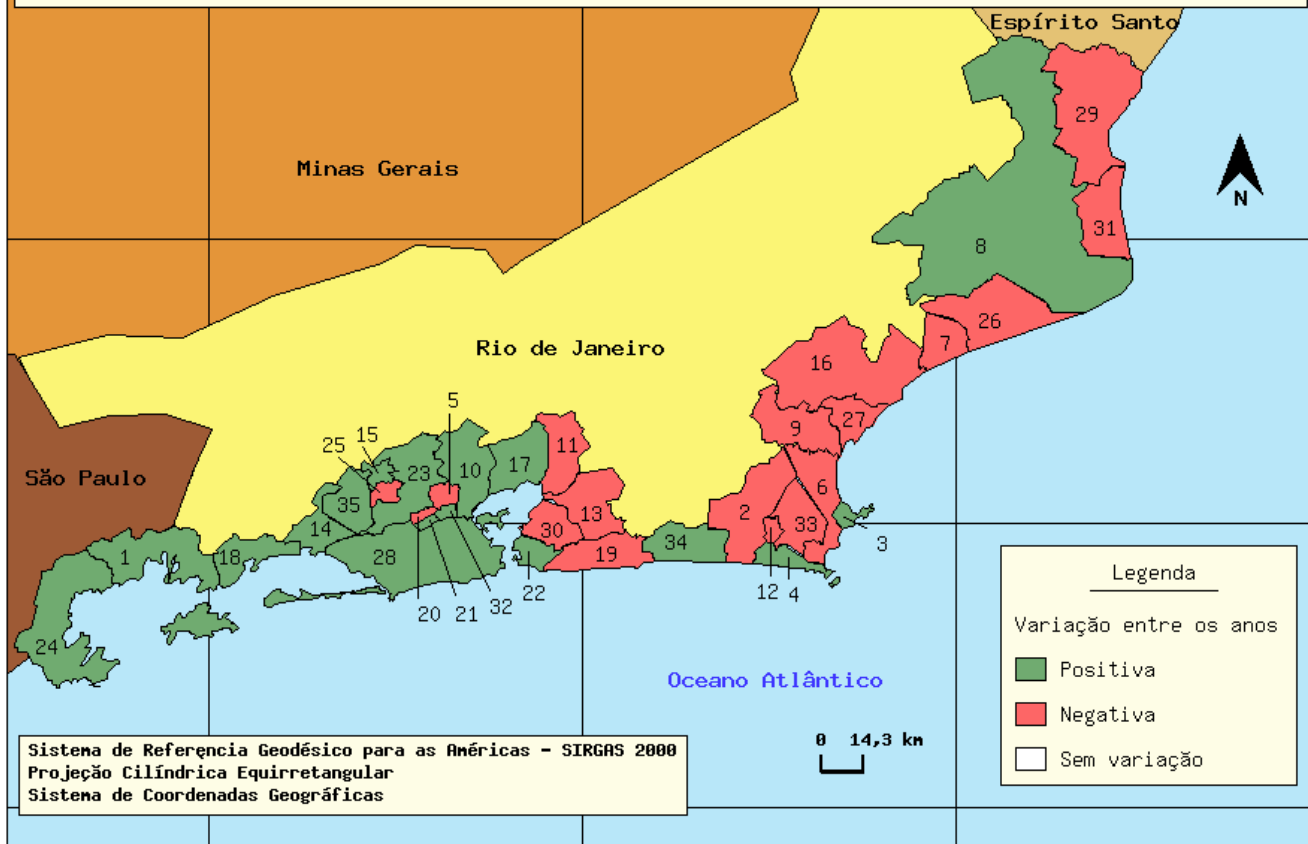 Espírito Santo
29
Minas Gerais
N
31
8
26
7
Rio de Janeiro
16
5
27
15
9
25
11
23
10
17
São Paulo
6
35
2
13
14
30
33
1
18
28
34
19
3
12
4
22
32
20
21
24
Legenda
Variação entre os anos
Positiva
Negativa
Sem variação
Oceano Atlântico
0 14,3 km
Sistema de Referençia Geodésico para as Américas - SIRGAS 2000
Projeção Cilíndrica Equirretangular
Sistema de Coordenadas Geográficas